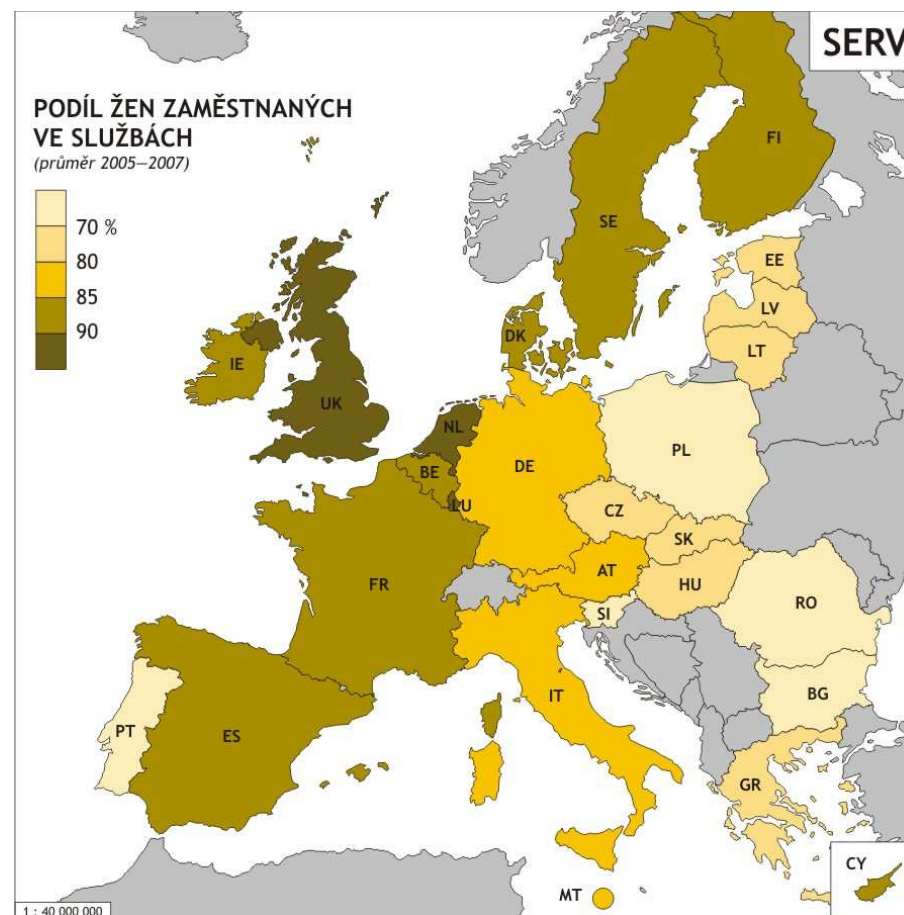 SERV
PODÍL ŽEN ZAMĚSTNANÝCH
VE SLUŽBÁCH
(průměr 2005—2007)
70 %
80
85
90
FI
SE
EE
LV
LT
DK
IE
UK
NL
BE
LU
DE
PL
CZ
SK
AT
HU
FR
SI
RO
IT
BG
PT
ES
GR
CY
MT
1 : 40 000 000